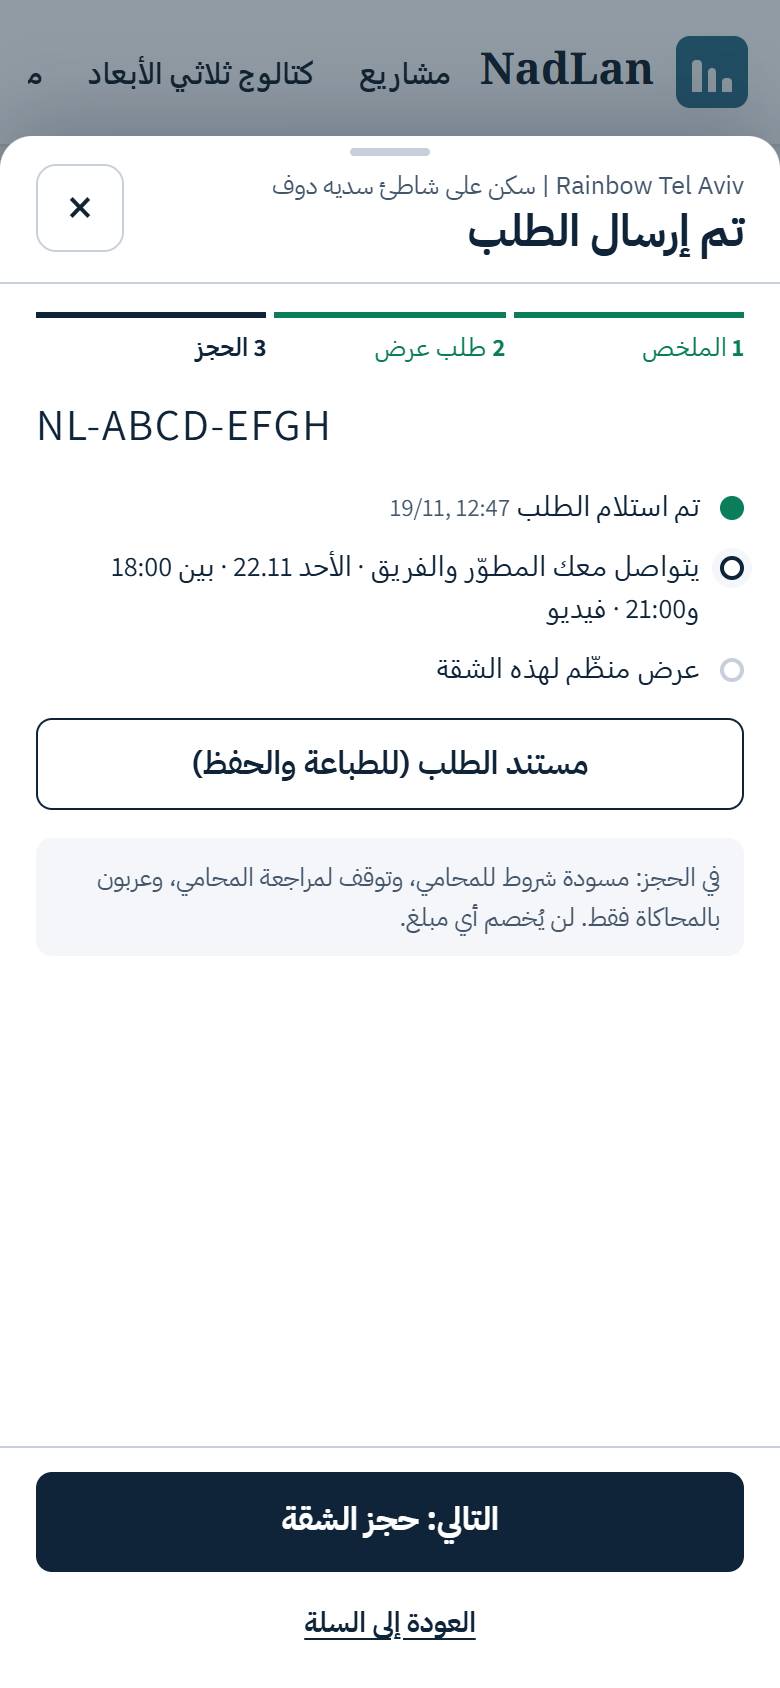 NadLan
مشاريع
كتالوج ثلاثي الأبعاد
م
Rainbow Tel Aviv | سكن على شاطئ سديه دوف
تم إرسال الطلب
1 الملخص
2 طلب عرض
3 الحجز
NL-ABCD-EFGH
تم استلام الطلب 19/11, 12:47
يتواصل معك المطوّر والفريق · الأحد 22.11 · بين 18:00
و21:00 · فيديو
عرض منظّم لهذه الشقة
مستند الطلب (للطباعة والحفظ)
في الحجز: مسودة شروط للمحامي، وتوقف لمراجعة المحامي، وعربون
بالمحاكاة فقط. لن يُخصم أي مبلغ.
التالي: حجز الشقة
العودة إلى السلة